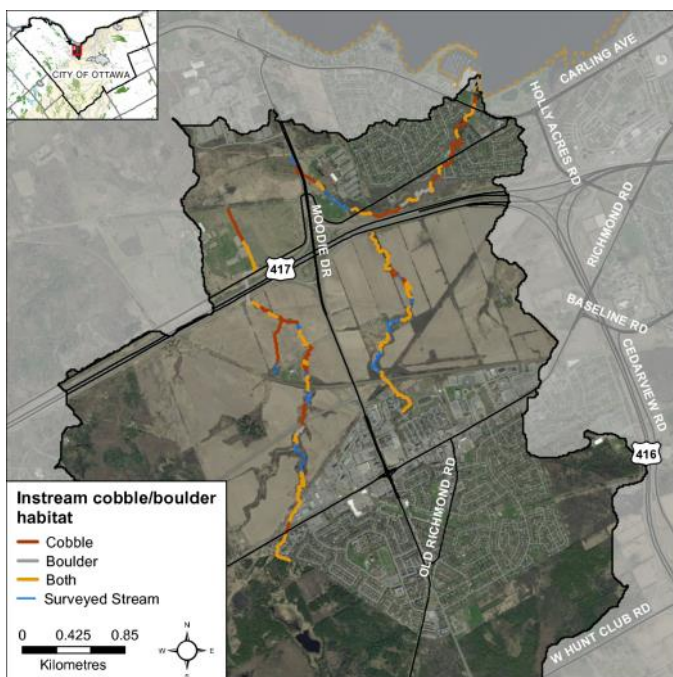 CITY OF OTTAWA
CARLING AVE
HOLLY ACRES RD
RICHMOND RD
MOODIE DR
417
BASELINE RD
CEDARVIEW RD
416
OLD RICHMOND RD
W HUNT CLUB RD
Instream cobble/boulder
habitat
Cobble
Boulder
Both
Surveyed Stream
0 0.425 0.85
Kilometres
N
W E
S